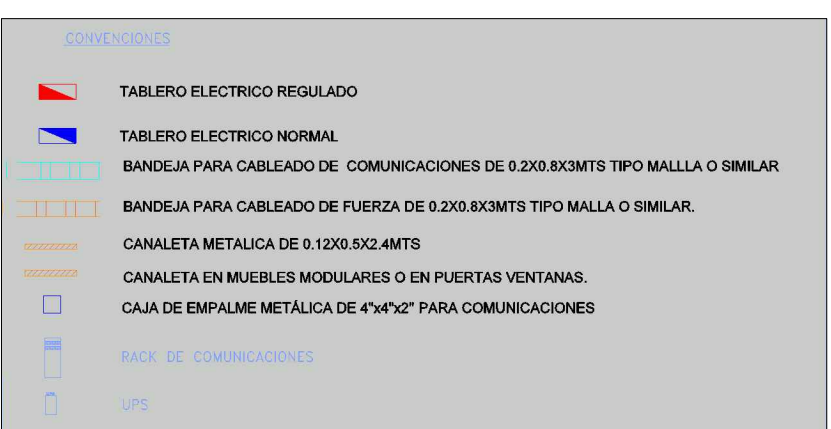 CONVENCIONES
TABLERO ELECTRICO REGULADO
TABLERO ELECTRICO NORMAL
BANDEJA PARA CABLEADO DE COMUNICACIONES DE 0.2X0.8X3MTS TIPO MALLLA O SIMILAR
BANDEJA PARA CABLEADO DE FUERZA DE 0.2X0.8X3MTS TIPO MALLA O SIMILAR.
CANALETA METALICA DE 0.12X0.5X2.4MTS
CANALETA EN MUEBLES MODULARES O EN PUERTAS VENTANAS.
CAJA DE EMPALME METÁLICA DE 4"x4"x2" PARA COMUNICACIONES
RACK DE COMUNICACIONES
UPS